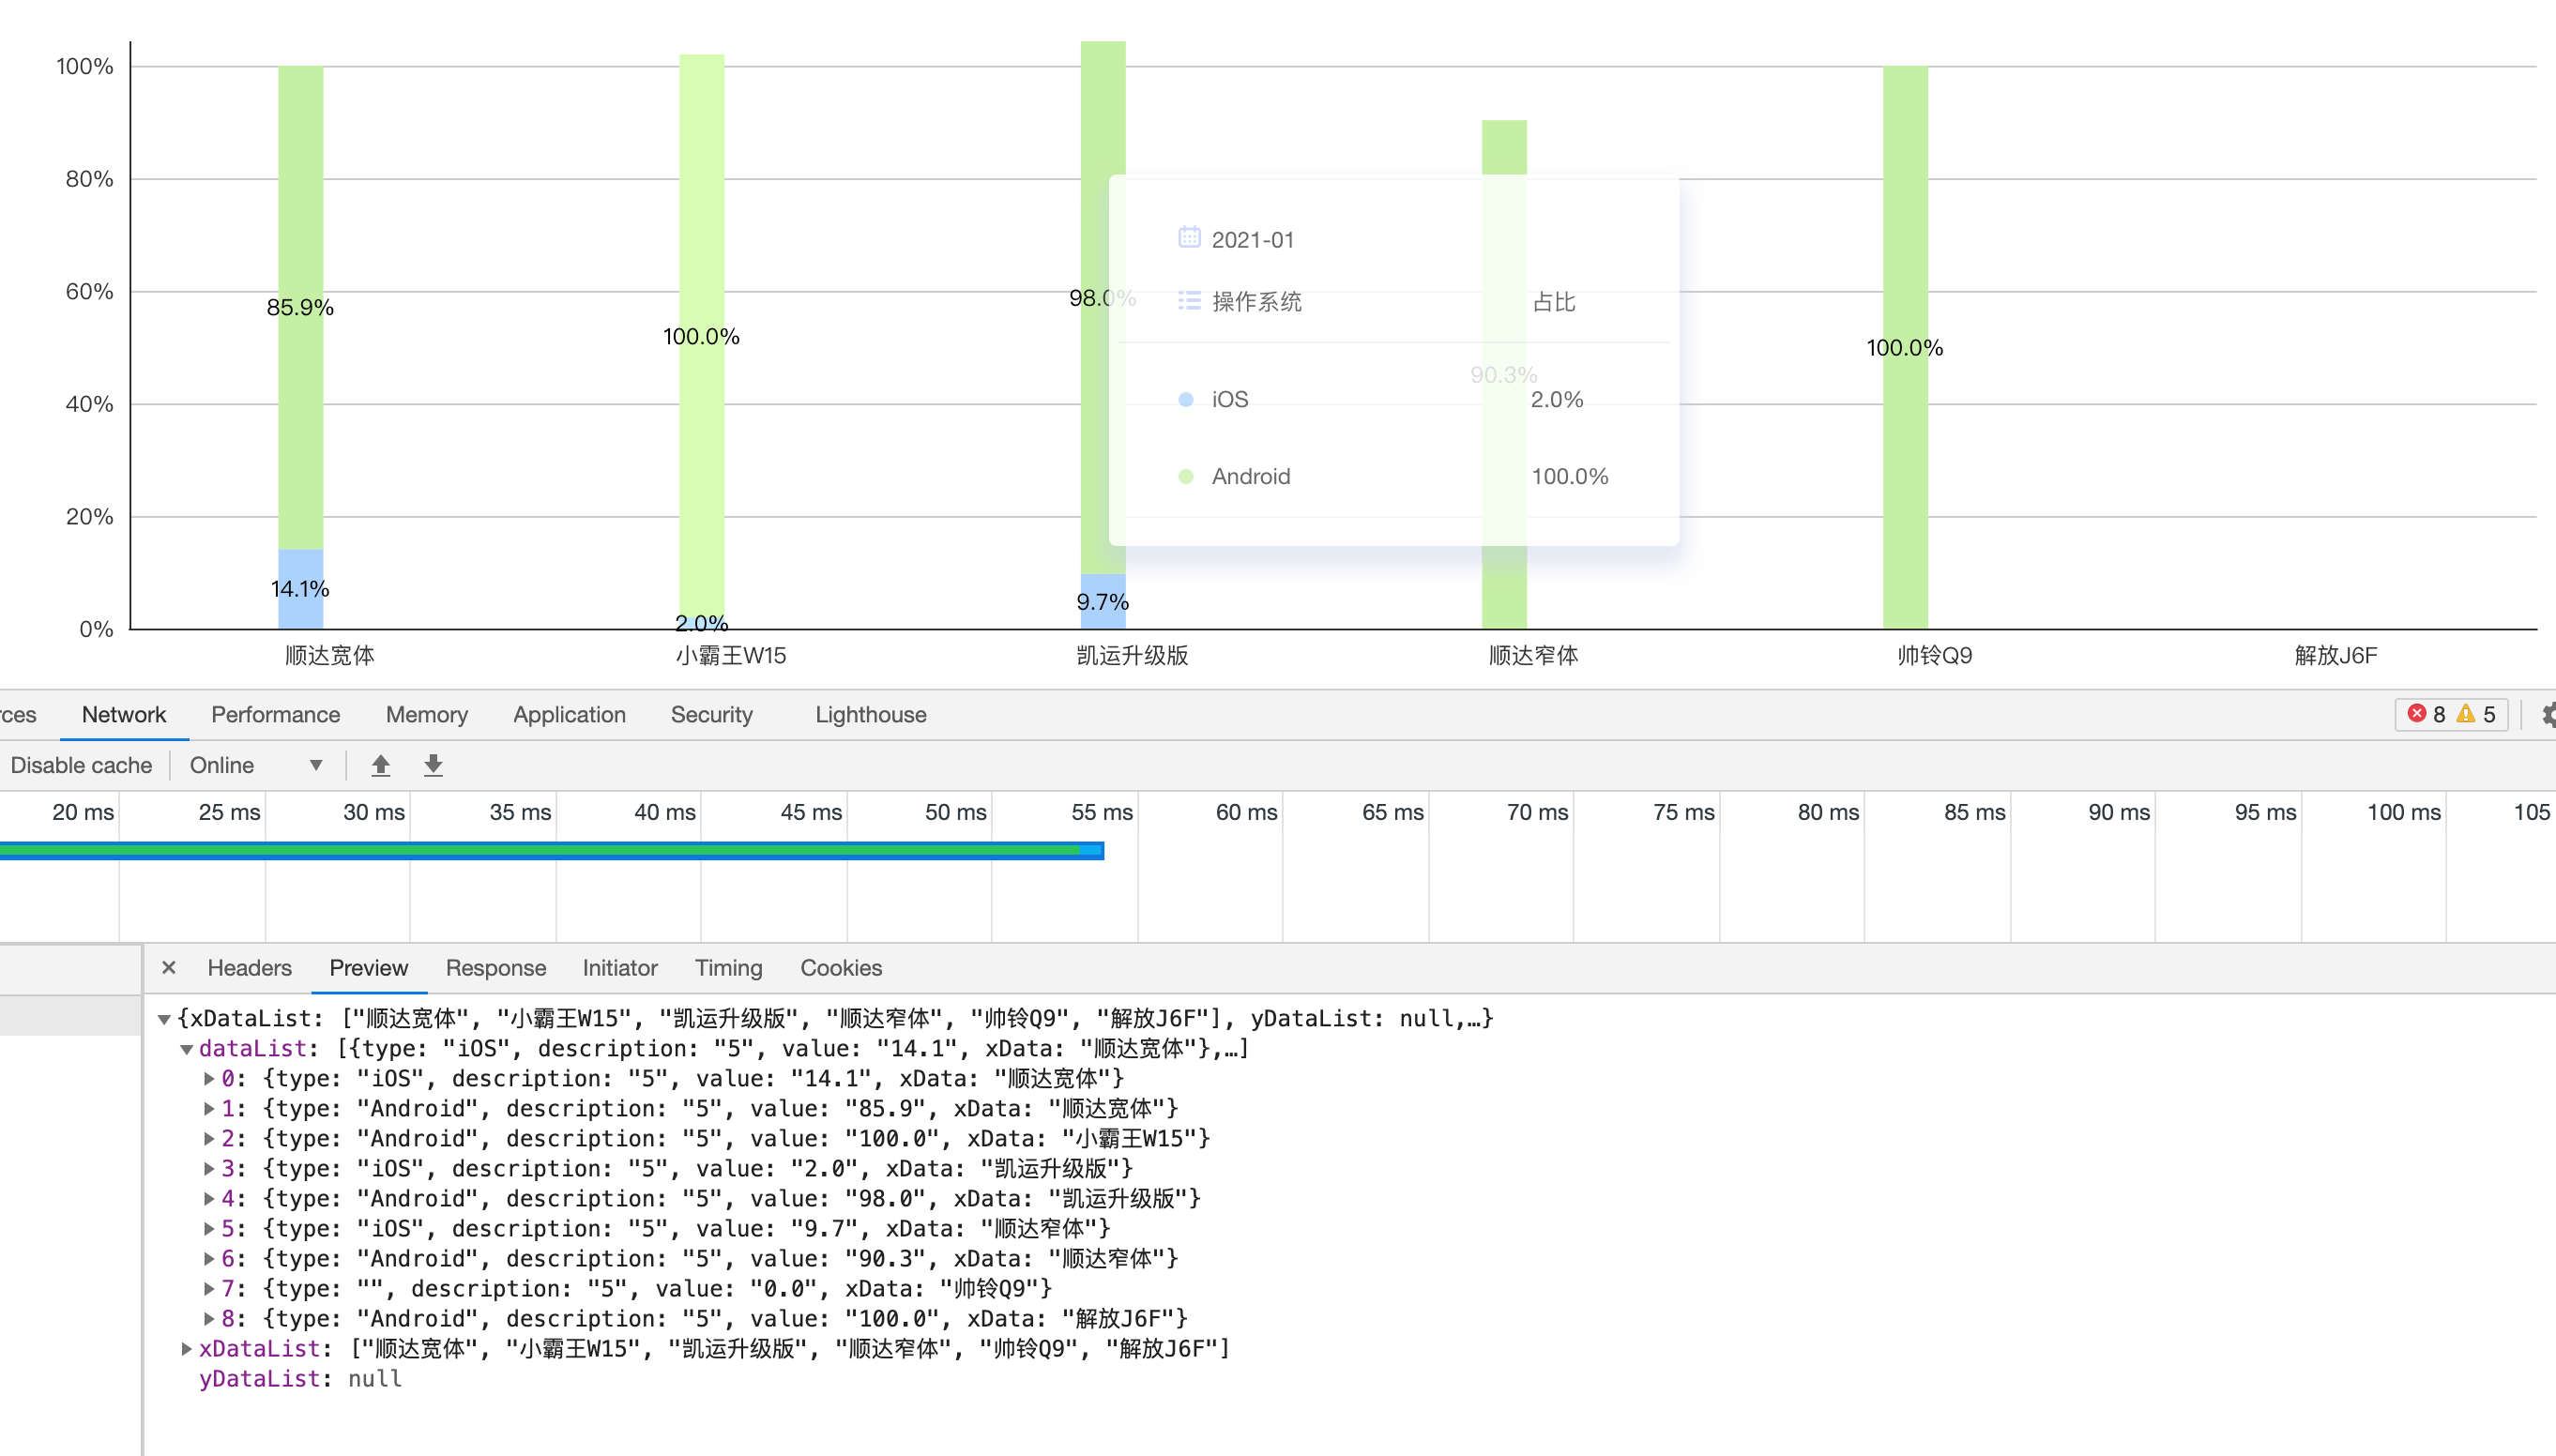 100%
80%
60%
40%
20%
0%
85.9%
14.1%
100.0%
2.0%
98.0%
9.7%
90.3%
100.0%
2021-01
操作系统 占比
iOS 2.0%
Android 100.0%
顺达宽体 小霸王W15 凯运升级版 顺达窄体 帅铃Q9 解放J6F
rces Network Performance Memory Application Security Lighthouse 8 5
Disable cache Online
20 ms 25 ms 30 ms 35 ms 40 ms 45 ms 50 ms 55 ms 60 ms 65 ms 70 ms 75 ms 80 ms 85 ms 90 ms 95 ms 100 ms 105
× Headers Preview Response Initiator Timing Cookies
{xDataList: ["顺达宽体", "小霸王W15", "凯运升级版", "顺达窄体", "帅铃Q9", "解放J6F"], yDataList: null,…}
dataList: [{type: "iOS", description: "5", value: "14.1", xData: "顺达宽体"},…]
0: {type: "iOS", description: "5", value: "14.1", xData: "顺达宽体"}
1: {type: "Android", description: "5", value: "85.9", xData: "顺达宽体"}
2: {type: "Android", description: "5", value: "100.0", xData: "小霸王W15"}
3: {type: "iOS", description: "5", value: "2.0", xData: "凯运升级版"}
4: {type: "Android", description: "5", value: "98.0", xData: "凯运升级版"}
5: {type: "iOS", description: "5", value: "9.7", xData: "顺达窄体"}
6: {type: "Android", description: "5", value: "90.3", xData: "顺达窄体"}
7: {type: "", description: "5", value: "0.0", xData: "帅铃Q9"}
8: {type: "Android", description: "5", value: "100.0", xData: "解放J6F"}
xDataList: ["顺达宽体", "小霸王W15", "凯运升级版", "顺达窄体", "帅铃Q9", "解放J6F"]
yDataList: null